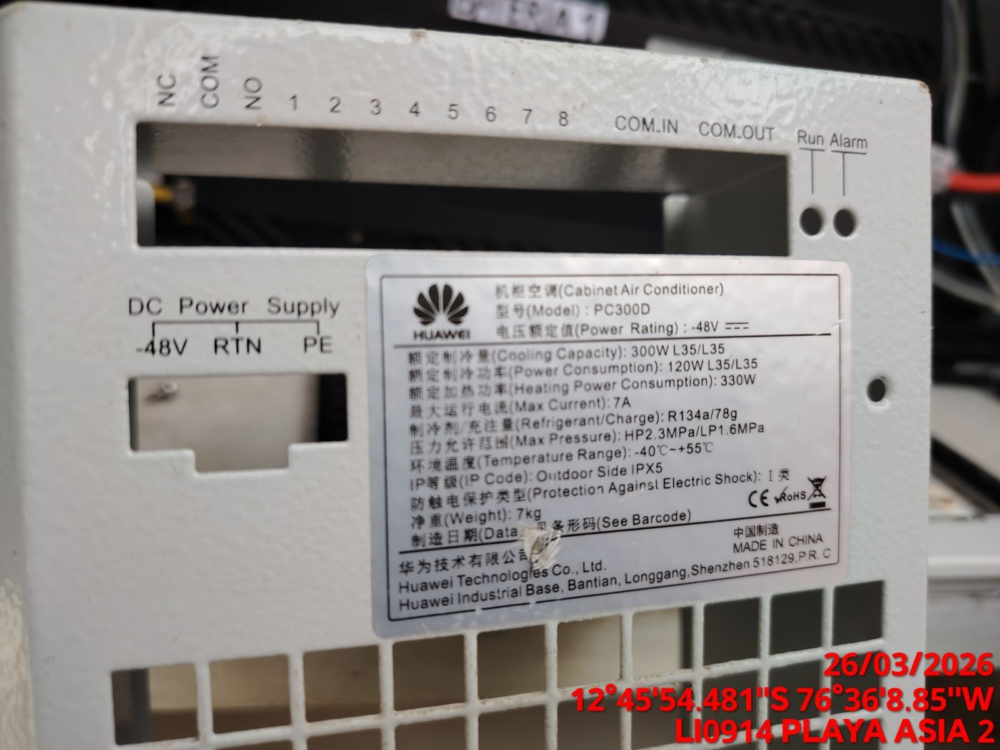 BATERIA 1
NC COM NO 1 2 3 4 5 6 7 8 COM_IN COM_OUT Run Alarm
DC Power Supply
-48V RTN PE
HUAWEI
机柜空调(Cabinet Air Conditioner)
型号(Model) : PC300D
电压额定值(Power Rating) : -48V
额定制冷量(Cooling Capacity): 300W L35/L35
额定制冷功率(Power Consumption): 120W L35/L35
额定加热功率(Heating Power Consumption): 330W
最大运行电流(Max Current): 7A
制冷剂/充注量(Refrigerant/Charge): R134a/78g
压力允许范围(Max Pressure): HP2.3MPa/LP1.6MPa
环境温度(Temperature Range): -40℃~+55℃
IP等级(IP Code): Outdoor Side IPX5
防触电保护类型(Protection Against Electric Shock): I 类
净重(Weight): 7kg
CE RoHS
制造日期(Data 见条形码(See Barcode)
华为技术有限公司
中国制造
MADE IN CHINA
Huawei Technologies Co., Ltd.
Huawei Industrial Base, Bantian, Longgang,Shenzhen 518129,P.R. C
26/03/2026
12°45'54.481"S 76°36'8.85"W
LI0914 PLAYA ASIA 2